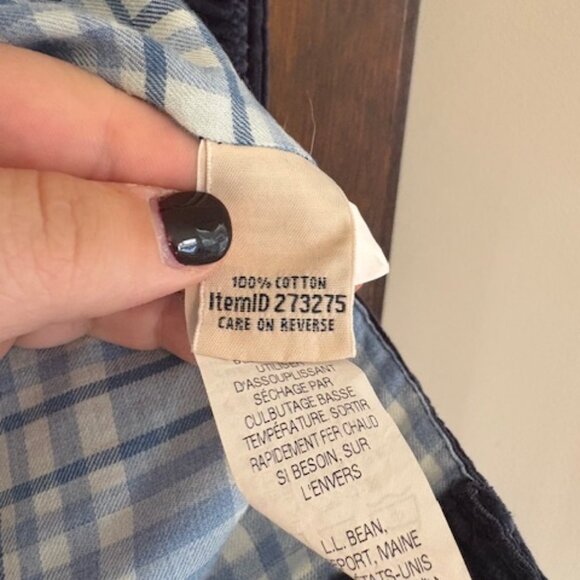 100% COTTON
ItemID 273275
CARE ON REVERSE
D'ASSOUPLISSANT
SÉCHAGE PAR
CULBUTAGE BASSE
TEMPÉRATURE. SORTIR
RAPIDEMENT FER CHAUD
SI BESOIN, SUR
L'ENVERS
L.L. BEAN,
MAINE